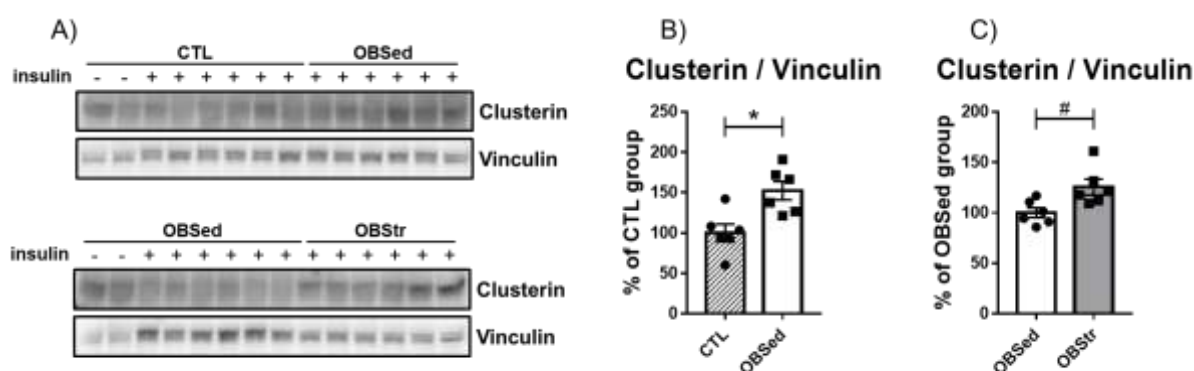 A)
CTL OBSed
insulin - - + + + + + + + + + + + +
Clusterin
Vinculin
OBSed OBStr
insulin - - + + + + + + + + + + + +
Clusterin
Vinculin
B)
Clusterin / Vinculin
% of CTL group
250
200
150
100
50
0
*
CTL
OBSed
C)
Clusterin / Vinculin
% of OBSed group
200
150
100
50
0
#
OBSed
OBStr